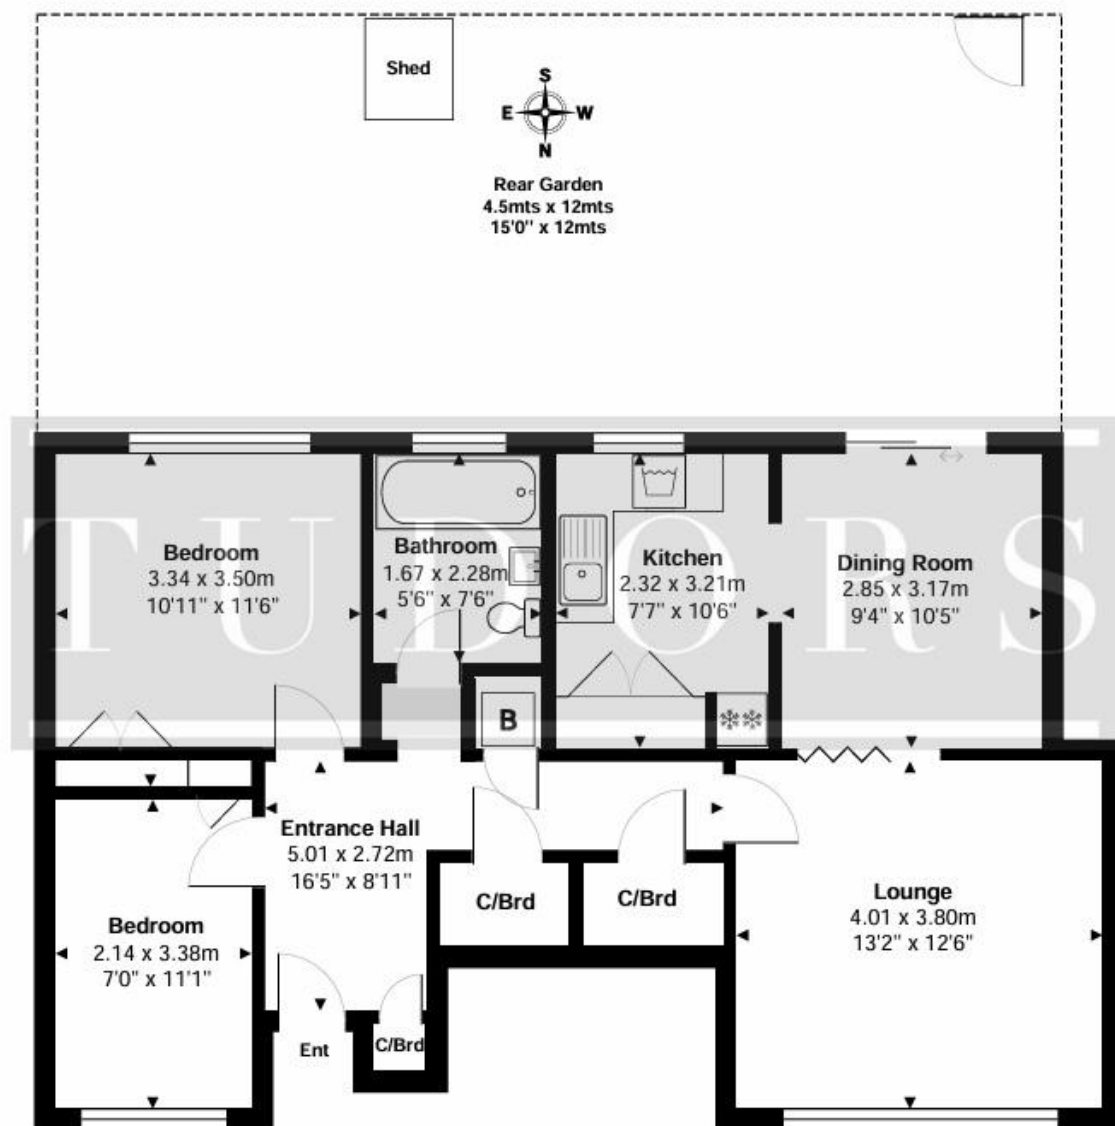 Shed
S
E W
N
Rear Garden
4.5mts x 12mts
15'0" x 12mts
TUDORS
Bedroom
3.34 x 3.50m
10'11" x 11'6"
Bathroom
1.67 x 2.28m
5'6" x 7'6"
Kitchen
2.32 x 3.21m
7'7" x 10'6"
Dining Room
2.85 x 3.17m
9'4" x 10'5"
B
Entrance Hall
5.01 x 2.72m
16'5" x 8'11"
C/Brd
C/Brd
Lounge
4.01 x 3.80m
13'2" x 12'6"
Bedroom
2.14 x 3.38m
7'0" x 11'1"
Ent
C/Brd